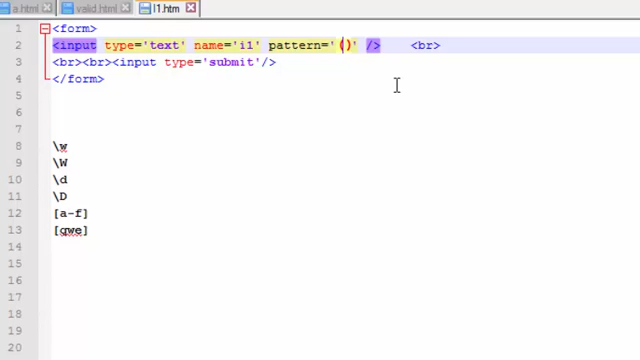 a.html valid.html l1.htm
1 <form>
2 <input type='text' name='i1' pattern='()' /> <br>
3 <br><br><input type='submit'/>
4 </form>
5
6
7
8 \w
9 \W
10 \d
11 \D
12 [a-f]
13 [qwe]
14
15
16
17
18
19
20